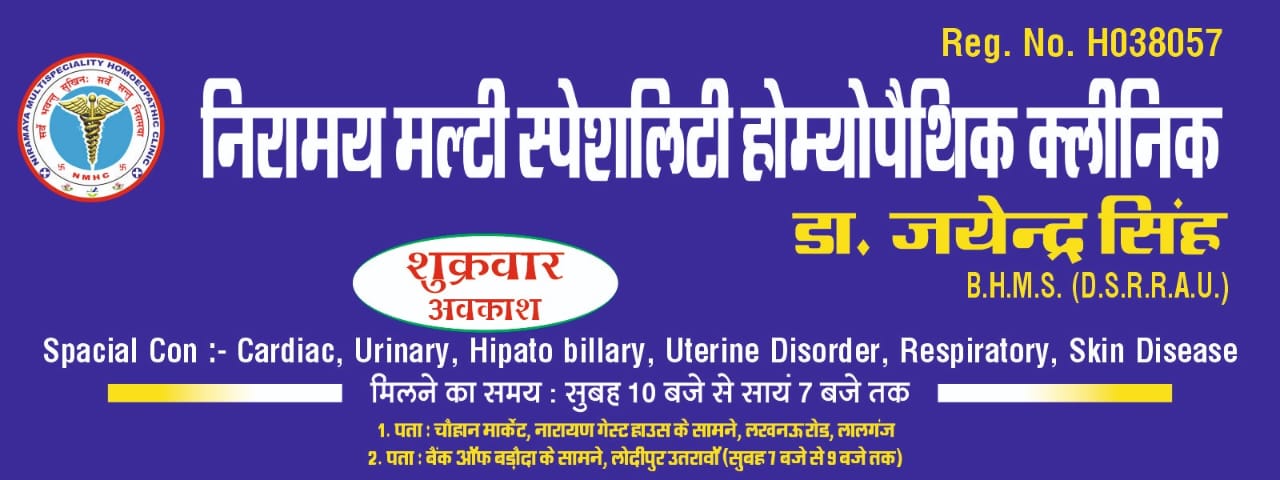 Reg. No. H038057
NIRAMAYA MULTISPECIALITY HOMOEOPATHIC CLINIC
सर्वे भवन्तु सुखिनः सर्वे सन्तु निरामया
NMHC
निरामय मल्टी स्पेशलिटी होम्योपैथिक क्लीनिक
डा. जयेन्द्र सिंह
B.H.M.S. (D.S.R.R.A.U.)
शुक्रवार
अवकाश
Spacial Con :- Cardiac, Urinary, Hipato billary, Uterine Disorder, Respiratory, Skin Disease
मिलने का समय : सुबह 10 बजे से सायं 7 बजे तक
1. पता : चौहान मार्केट, नारायण गेस्ट हाउस के सामने, लखनऊ रोड, लालगंज
2. पता : बैंक ऑफ बड़ौदा के सामने, लोदीपुर उतरावाँ (सुबह 7 बजे से 9 बजे तक)